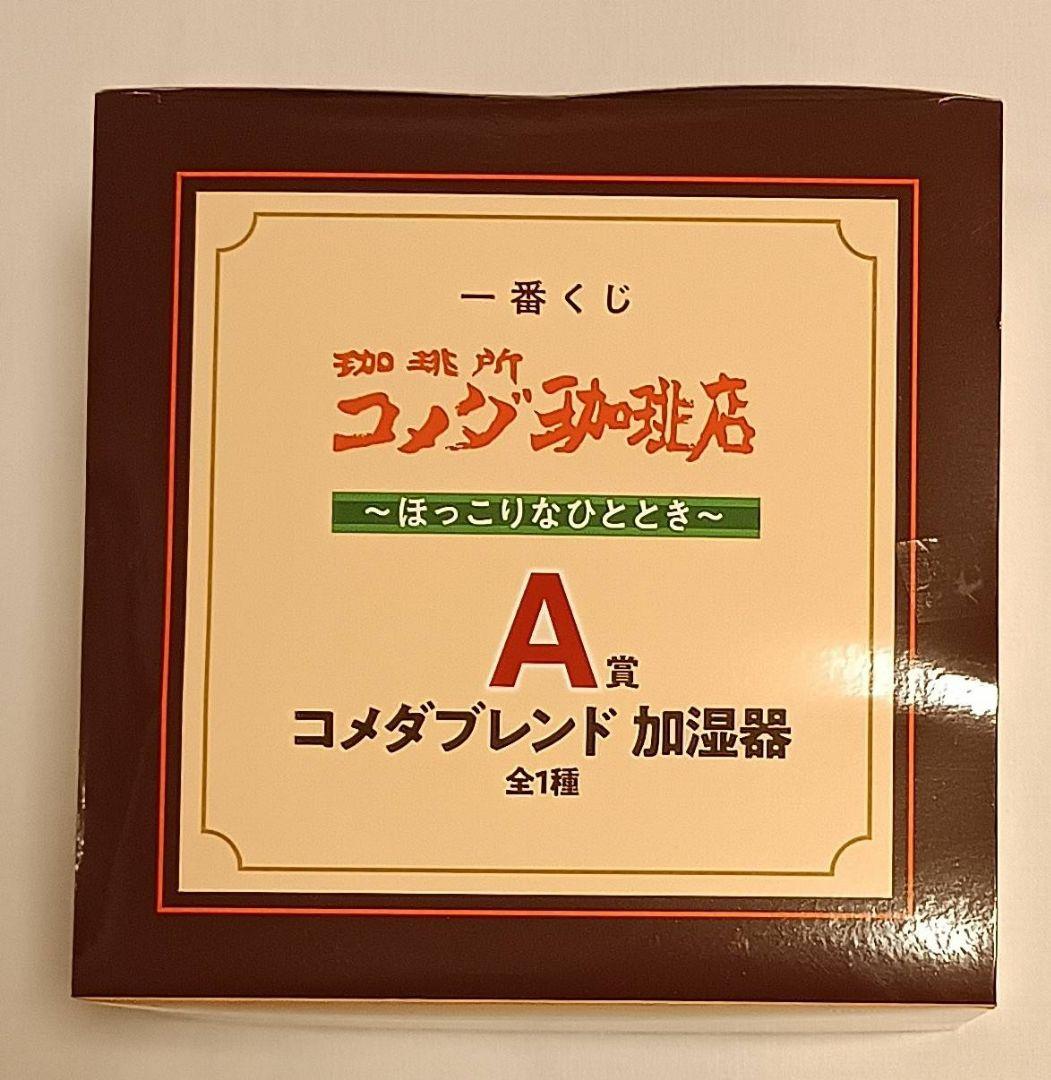 一番くじ
珈琲所
コメダ珈琲店
～ほっこりなひととき～
A賞
コメダブレンド 加湿器
全1種